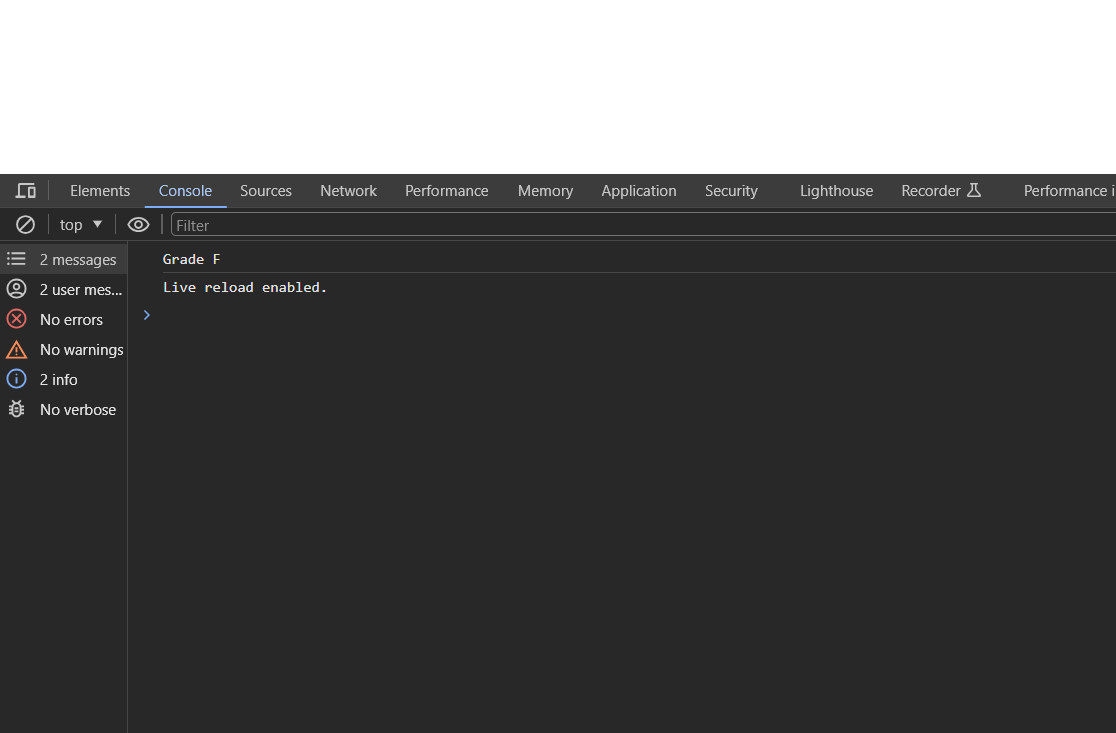 Elements Console Sources Network Performance Memory Application Security Lighthouse Recorder Performance i
top Filter
2 messages
2 user mes...
No errors
No warnings
2 info
No verbose
Grade F
Live reload enabled.